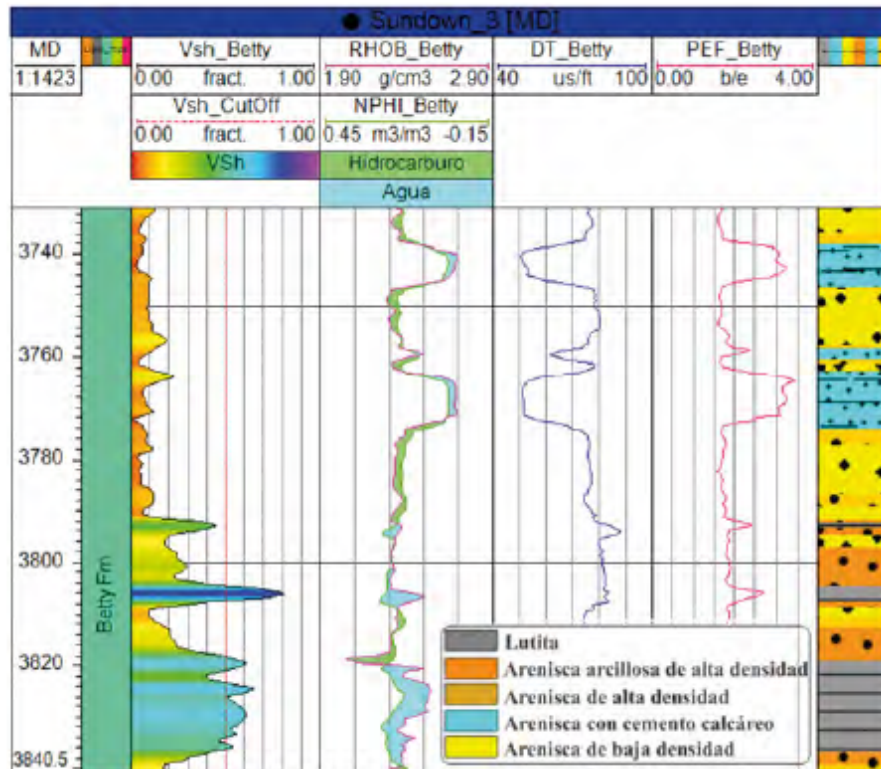 Sundown_3 [MD]
MD
1:1423
Vsh_Betty
0.00 fract. 1.00
Vsh_CutOff
0.00 fract. 1.00
VSh
RHOB_Betty
1.90 g/cm3 2.90
NPHI_Betty
0.45 m3/m3 -0.15
Hidrocarburo
Agua
DT_Betty
40 us/ft 100
PEF_Betty
0.00 b/e 4.00
3740
3760
3780
3800
3820
3840.5
Betty Fm
Lutita
Arenisca arcillosa de alta densidad
Arenisca de alta densidad
Arenisca con cemento calcáreo
Arenisca de baja densidad